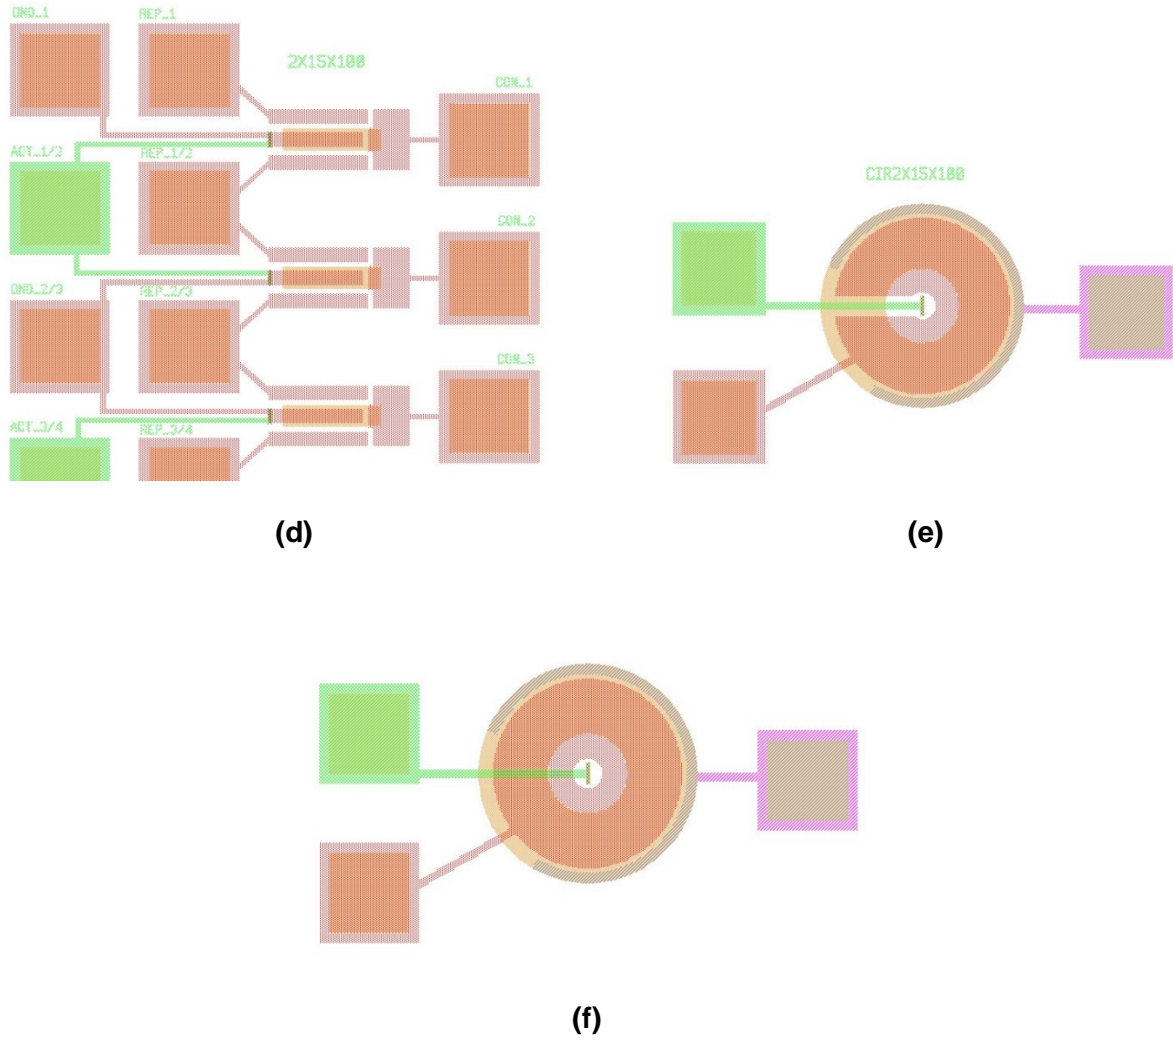 GND_1 REP_1
2X15X100
CON_1
ACT_1/2 REP_1/2
CON_2
GND_2/3 REP_2/3
CON_3
ACT_3/4 REP_3/4
CIR2X15X100
(d) (e)
(f)